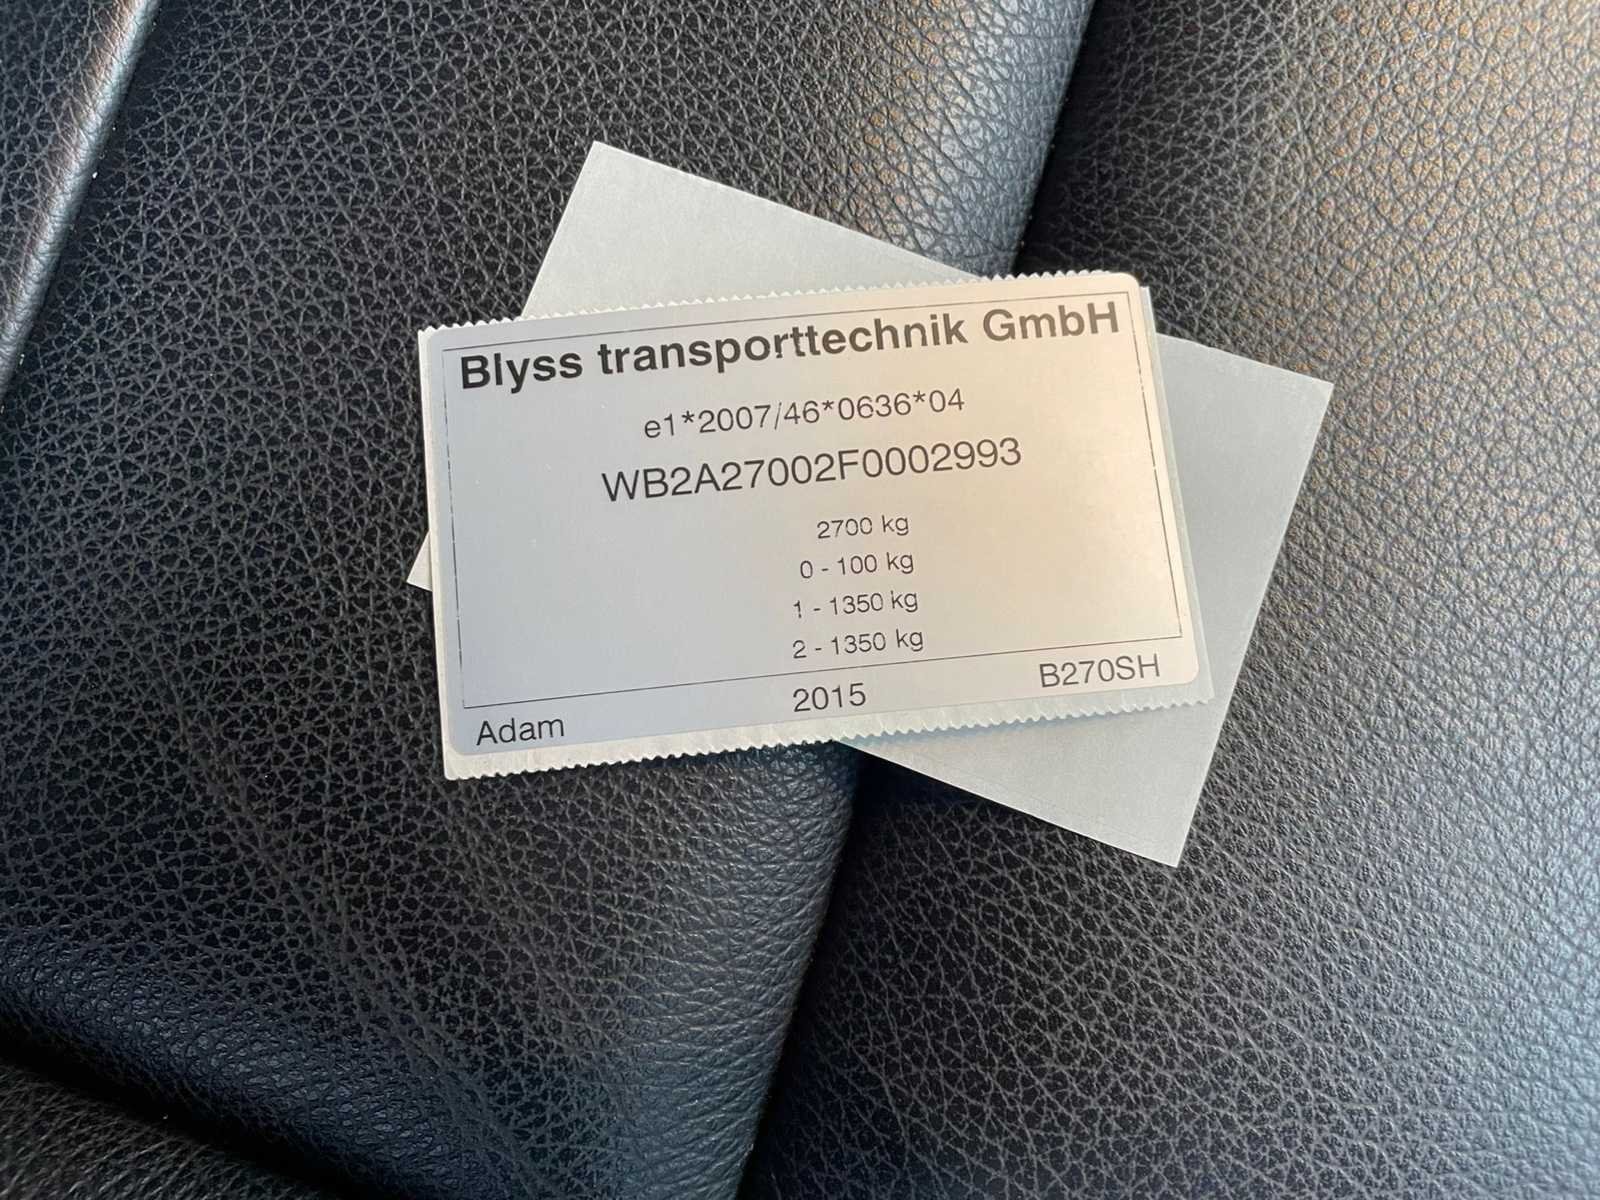 Blyss transporttechnik GmbH
e1*2007/46*0636*04
WB2A27002F0002993
2700 kg
0 - 100 kg
1 - 1350 kg
2 - 1350 kg
Adam 2015 B270SH